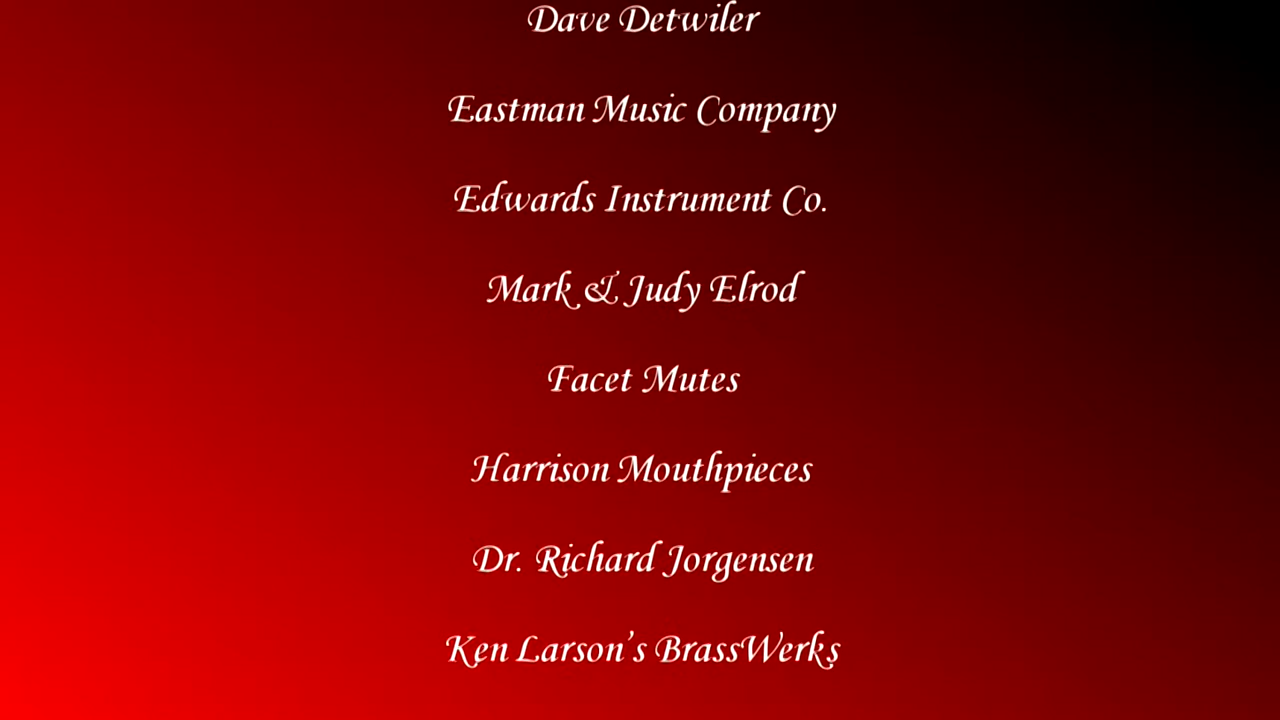 Dave Detwiler
Eastman Music Company
Edwards Instrument Co.
Mark & Judy Elrod
Facet Mutes
Harrison Mouthpieces
Dr. Richard Jorgensen
Ken Larson's BrassWerks